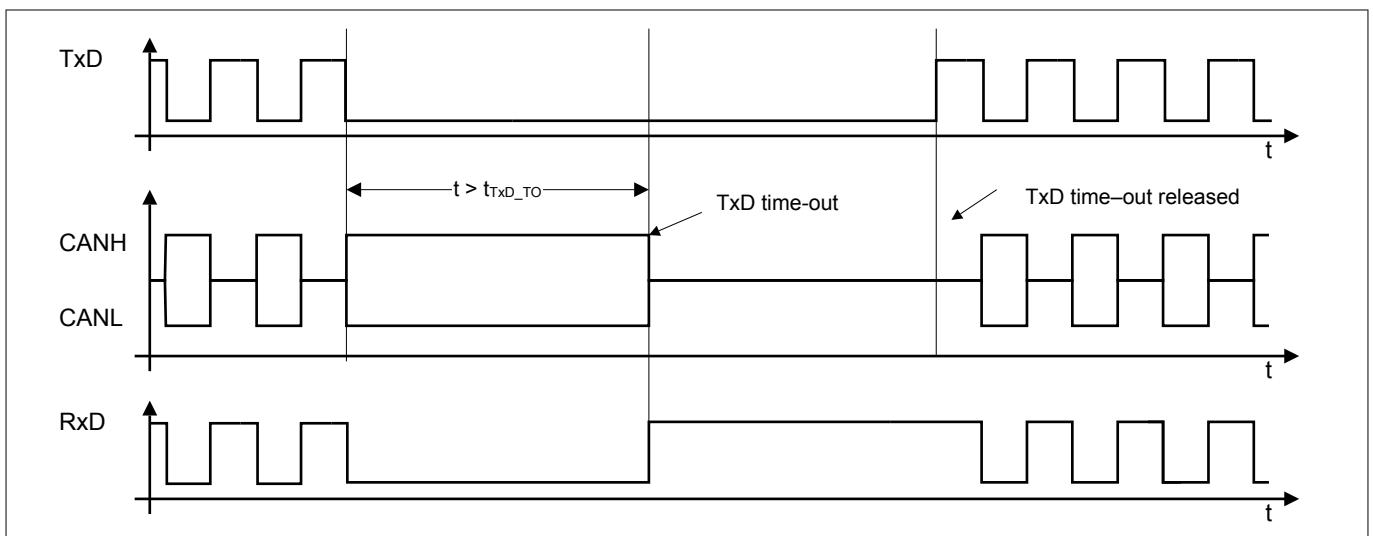 TxD
t
t > tTxD_TO
TxD time-out
TxD time–out released
CANH
CANL
t
RxD
t